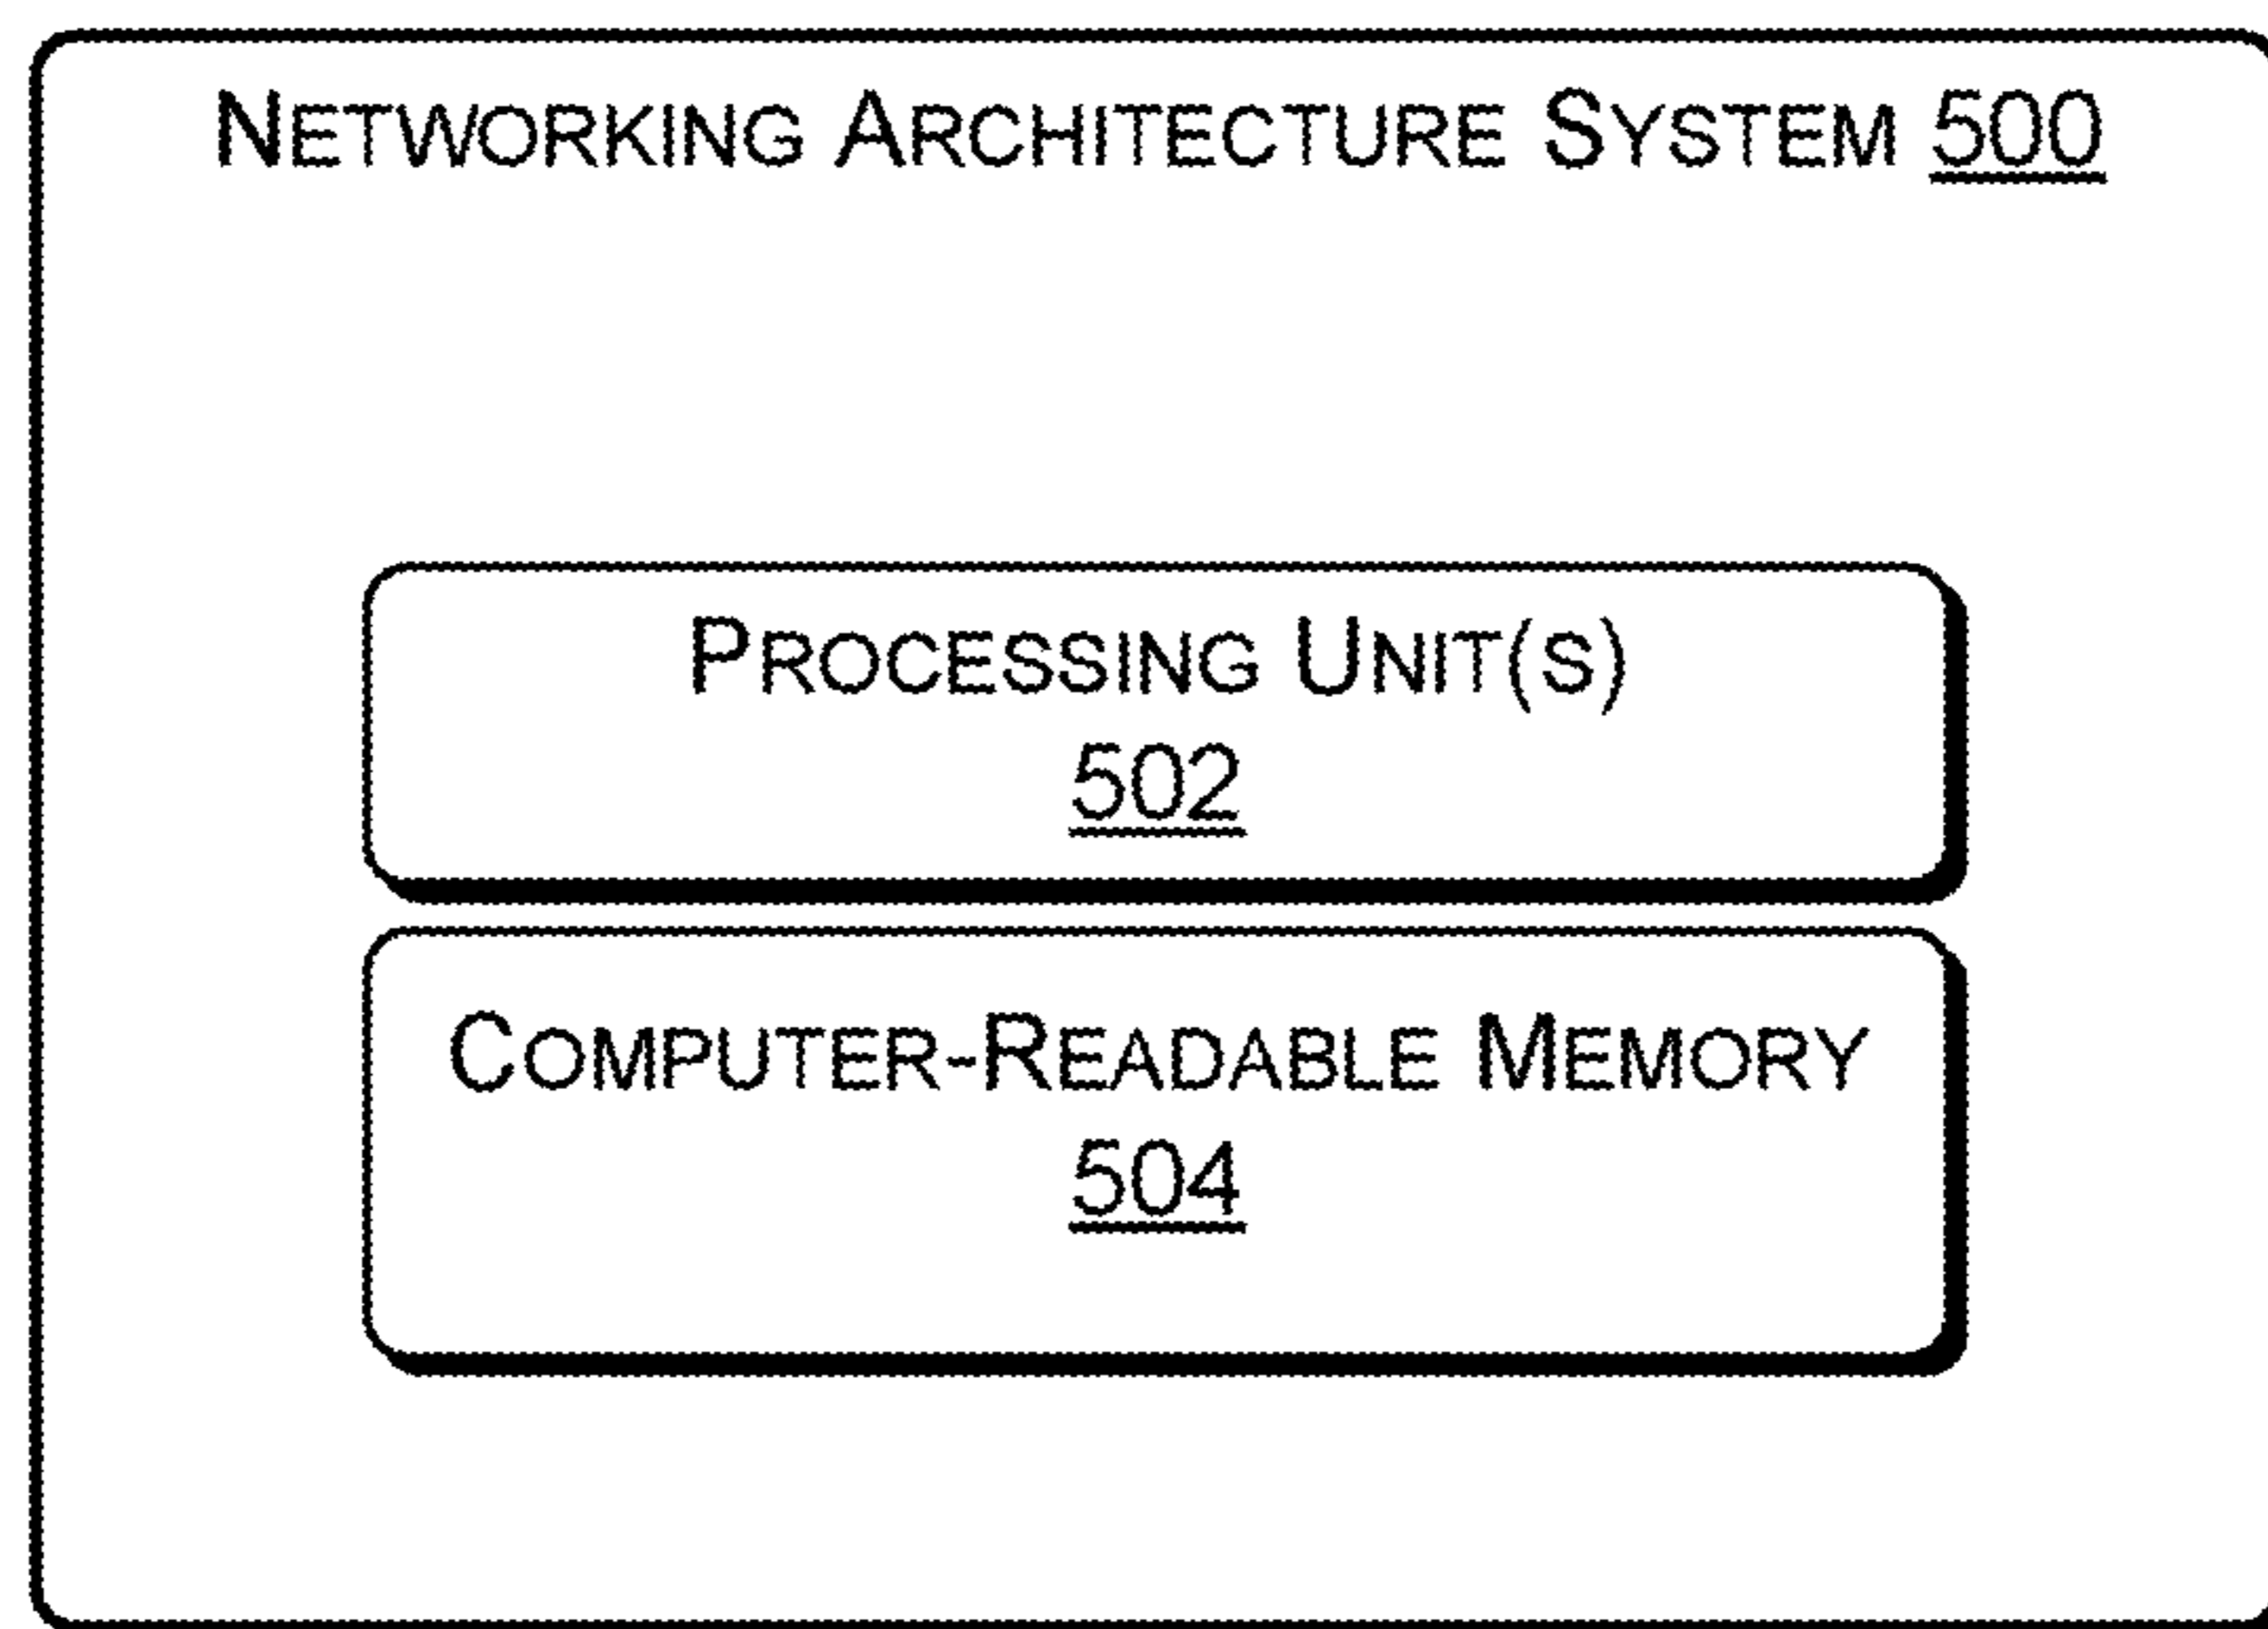 NETWORKING ARCHITECTURE SYSTEM 500
PROCESSING UNIT(S)
502
COMPUTER-READABLE MEMORY
504